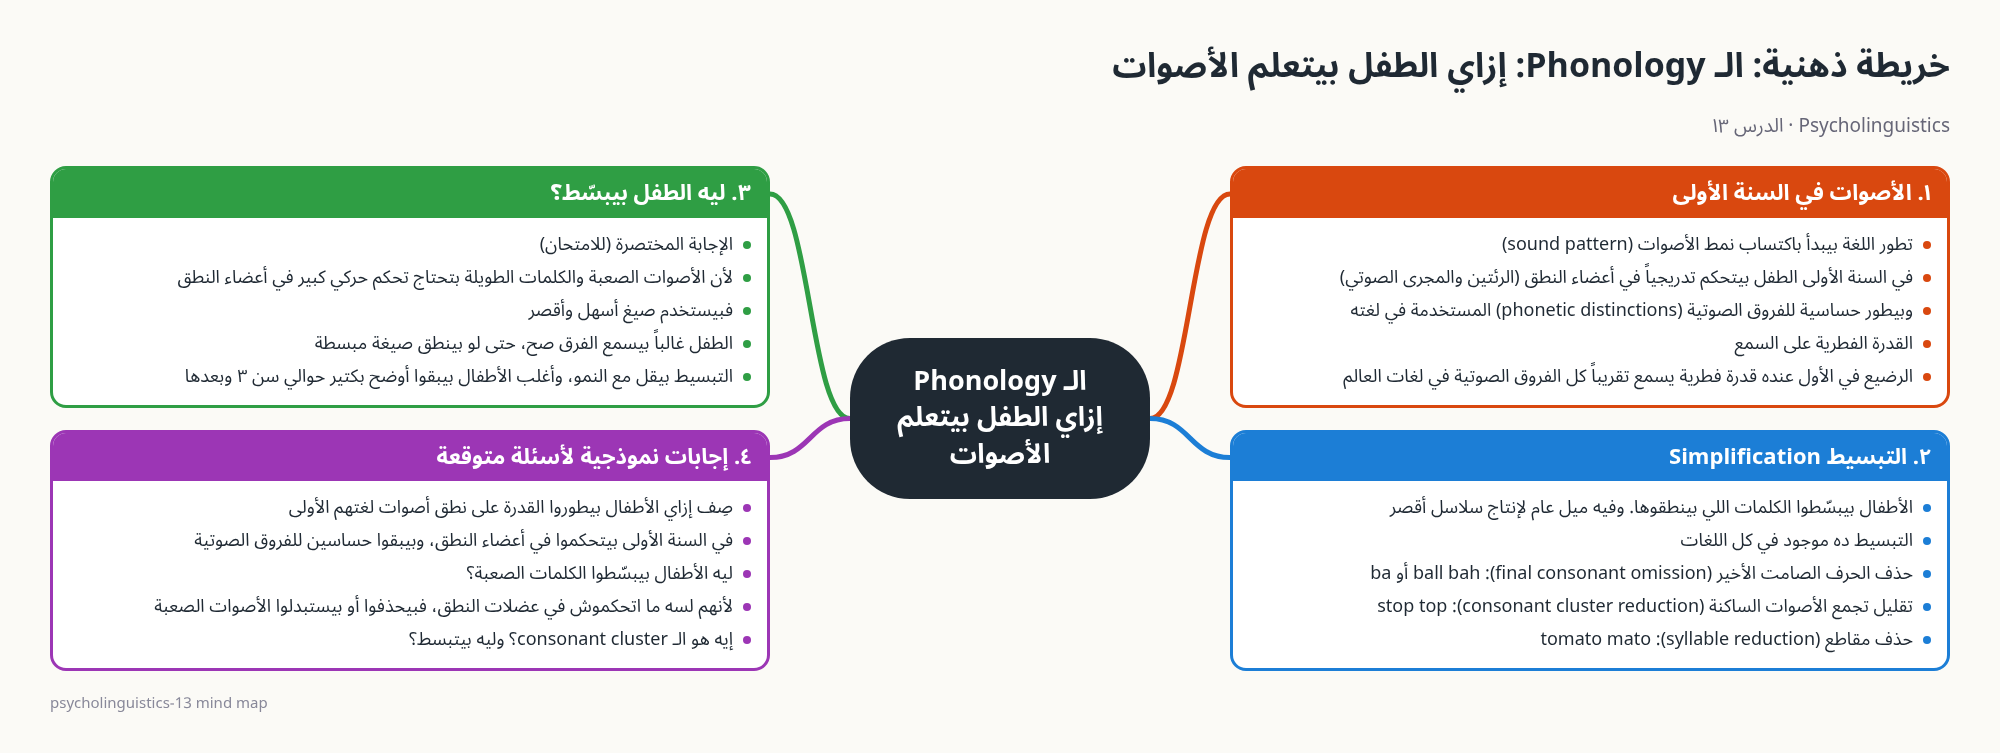 خريطة ذهنية: الـ Phonology: إزاي الطفل بيتعلم الأصوات
Psycholinguistics · الدرس ١٣
١. الأصوات في السنة الأولى
تطور اللغة بيبدأ باكتساب نمط الأصوات (sound pattern)
في السنة الأولى الطفل بيتحكم تدريجياً في أعضاء النطق (الرئتين والمجرى الصوتي)
وبيطور حساسية للفروق الصوتية (phonetic distinctions) المستخدمة في لغته
القدرة الفطرية على السمع
الرضيع في الأول عنده قدرة فطرية يسمع تقريباً كل الفروق الصوتية في لغات العالم
٢. التبسيط Simplification
الأطفال بيبسّطوا الكلمات اللي بينطقوها. وفيه ميل عام لإنتاج سلاسل أقصر
التبسيط ده موجود في كل اللغات
حذف الحرف الصامت الأخير (final consonant omission): ball bah أو ba
تقليل تجمع الأصوات الساكنة (consonant cluster reduction): stop top
حذف مقاطع (syllable reduction): tomato mato
الـ Phonology
إزاي الطفل بيتعلم
الأصوات
٣. ليه الطفل بيبسّط؟
الإجابة المختصرة (للامتحان)
لأن الأصوات الصعبة والكلمات الطويلة بتحتاج تحكم حركي كبير في أعضاء النطق
فبيستخدم صيغ أسهل وأقصر
الطفل غالباً بيسمع الفرق صح، حتى لو بينطق صيغة مبسطة
التبسيط بيقل مع النمو، وأغلب الأطفال بيبقوا أوضح بكتير حوالي سن ٣ وبعدها
٤. إجابات نموذجية لأسئلة متوقعة
صِف إزاي الأطفال بيطوروا القدرة على نطق أصوات لغتهم الأولى
في السنة الأولى بيتحكموا في أعضاء النطق، وبيبقوا حساسين للفروق الصوتية
ليه الأطفال بيبسّطوا الكلمات الصعبة؟
لأنهم لسه ما اتحكموش في عضلات النطق، فبيحذفوا أو بيستبدلوا الأصوات الصعبة
إيه هو الـ consonant cluster؟ وليه بيتبسط؟
psycholinguistics-13 mind map